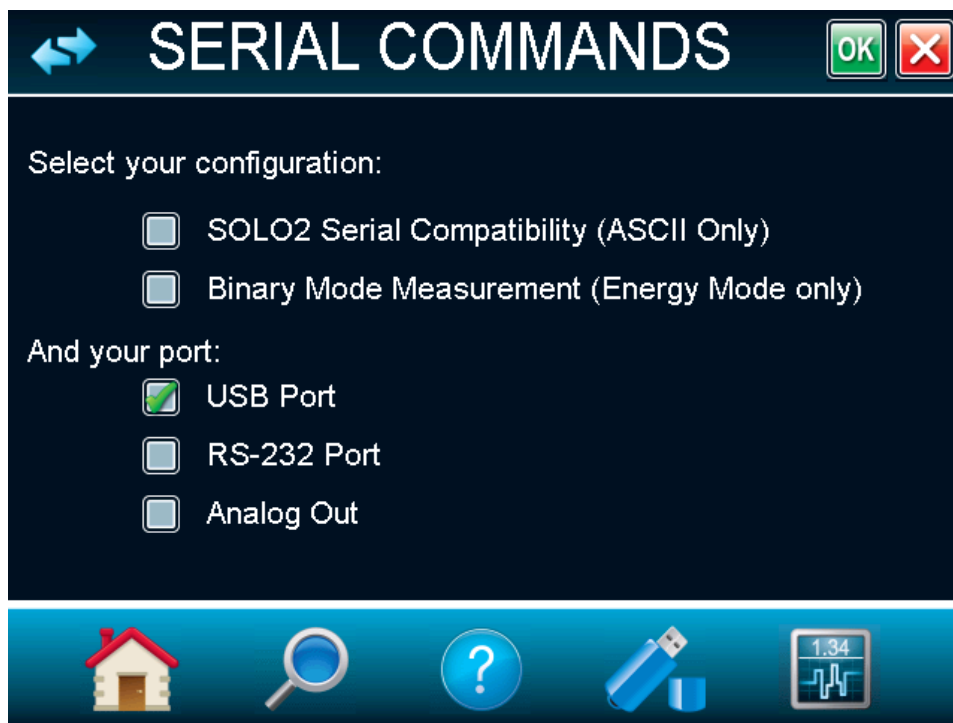 SERIAL COMMANDS
OK
Select your configuration:
SOLO2 Serial Compatibility (ASCII Only)
Binary Mode Measurement (Energy Mode only)
And your port:
USB Port
RS-232 Port
Analog Out
?
1.34